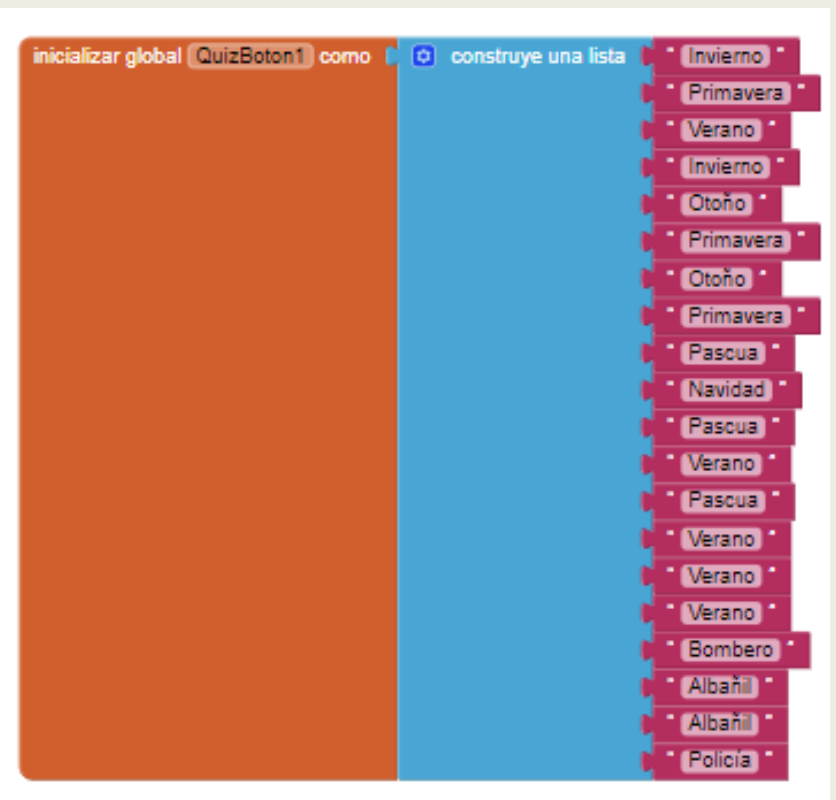 inicializar global QuizBoton1 como construye una lista " Invierno "
" Primavera "
" Verano "
" Invierno "
" Otoño "
" Primavera "
" Otoño "
" Primavera "
" Pascua "
" Navidad "
" Pascua "
" Verano "
" Pascua "
" Verano "
" Verano "
" Verano "
" Bombero "
" Albañil "
" Albañil "
" Policía "